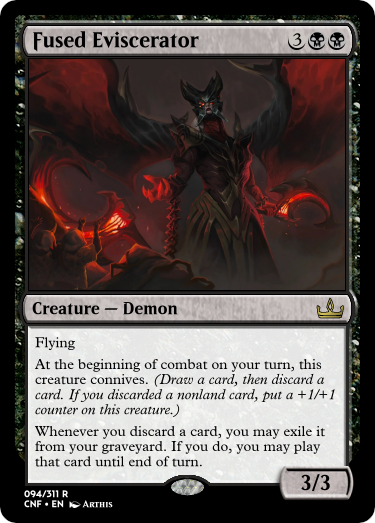 Fused Eviscerator 3
Creature — Demon
Flying
At the beginning of combat on your turn, this
creature connives. (Draw a card, then discard a
card. If you discarded a nonland card, put a +1/+1
counter on this creature.)
Whenever you discard a card, you may exile it
from your graveyard. If you do, you may play
that card until end of turn.
3/3
094/311 R
CNF • EN Arthis